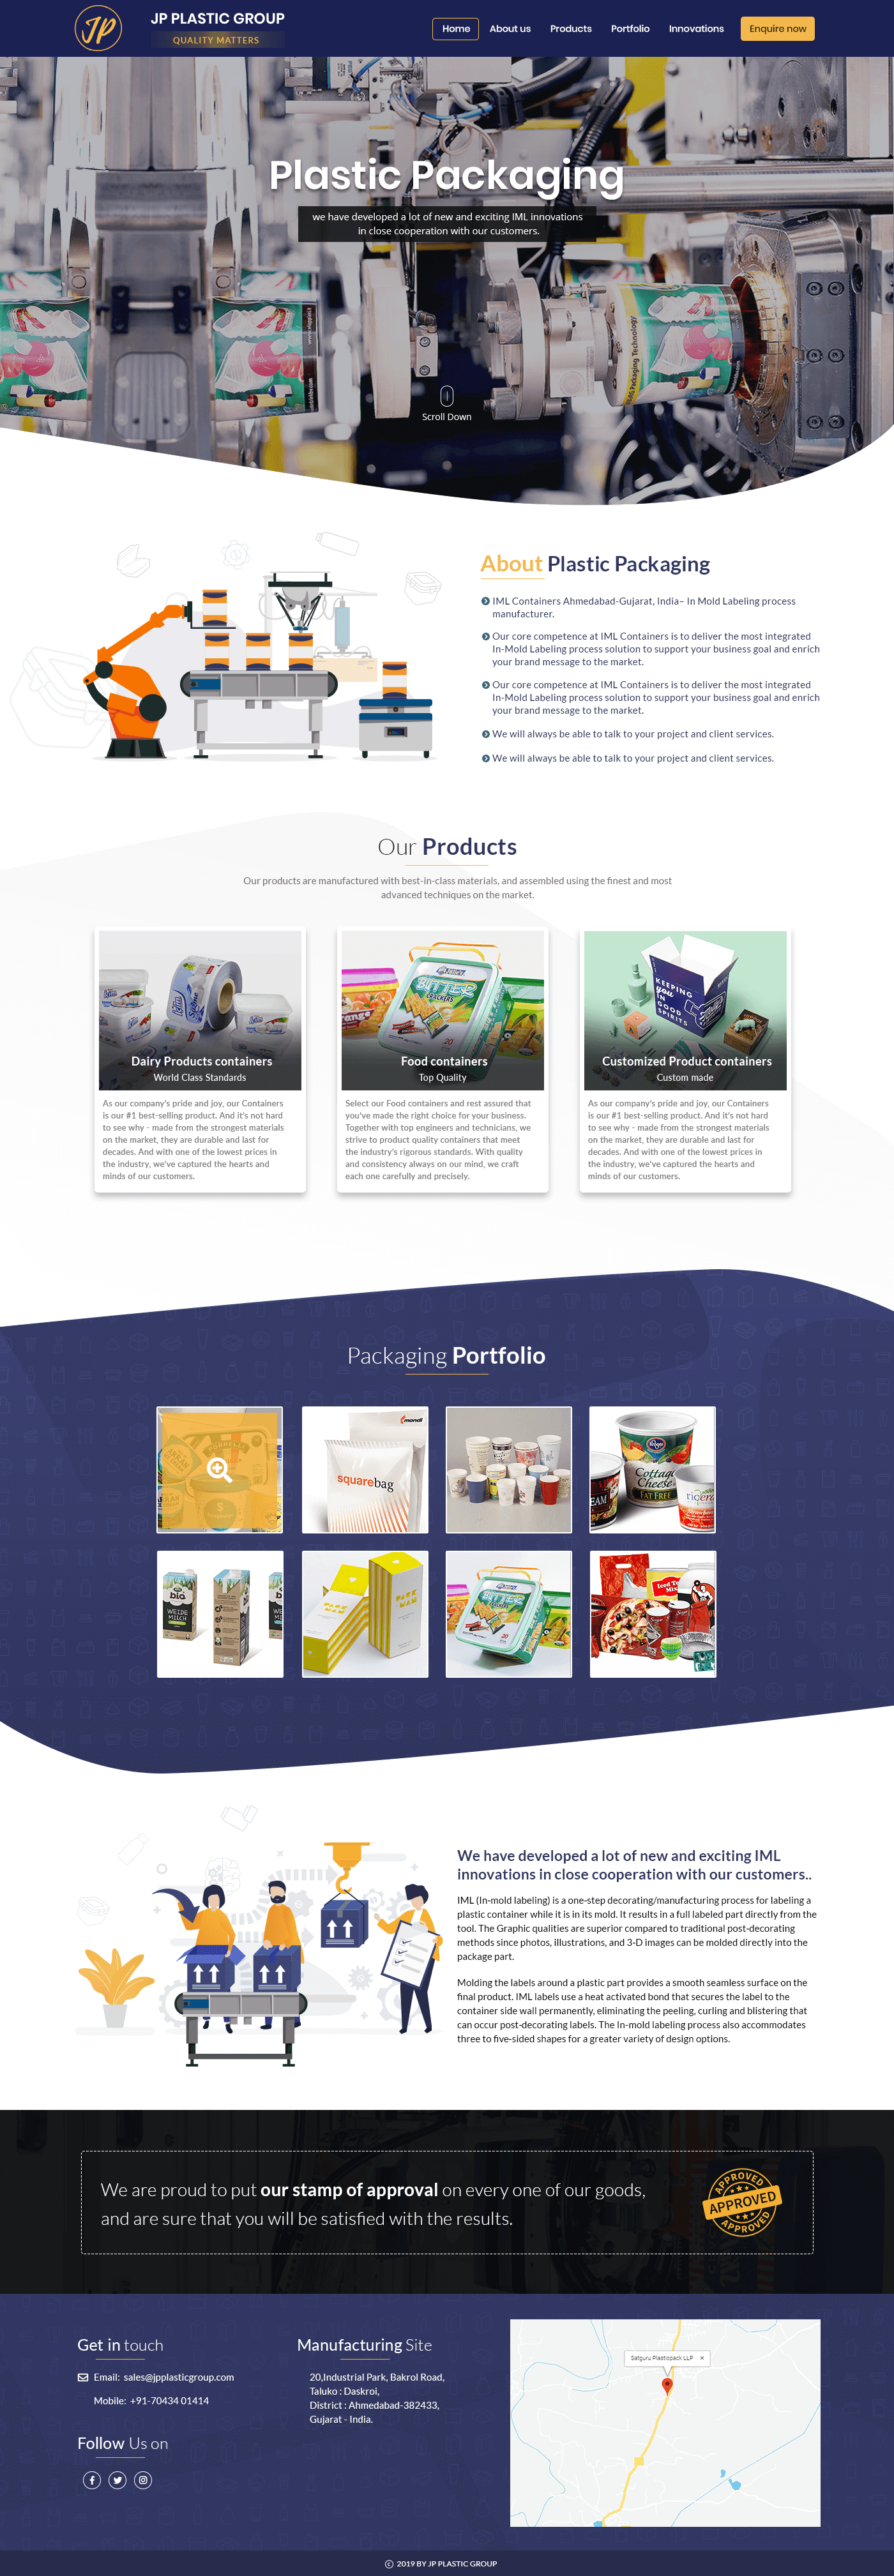 JP PLASTIC GROUP
QUALITY MATTERS
Home
About us
Products
Portfolio
Innovations
Enquire now
Plastic Packaging
we have developed a lot of new and exciting IML innovations
in close cooperation with our customers.
Packaging Technology
Scroll Down
About Plastic Packaging
IML Containers Ahmedabad-Gujarat, India– In Mold Labeling process
manufacturer.
Our core competence at IML Containers is to deliver the most integrated
In-Mold Labeling process solution to support your business goal and enrich
your brand message to the market.
Our core competence at IML Containers is to deliver the most integrated
In-Mold Labeling process solution to support your business goal and enrich
your brand message to the market.
We will always be able to talk to your project and client services.
We will always be able to talk to your project and client services.
Our Products
Our products are manufactured with best-in-class materials, and assembled using the finest and most
advanced techniques on the market.
Dairy Products containers
World Class Standards
As our company's pride and joy, our Containers
is our #1 best-selling product. And it's not hard
to see why - made from the strongest materials
on the market, they are durable and last for
decades. And with one of the lowest prices in
the industry, we've captured the hearts and
minds of our customers.
BUTTER
CRACKERS
Food containers
Top Quality
Select our Food containers and rest assured that
you've made the right choice for your business.
Together with top engineers and technicians, we
strive to product quality containers that meet
the industry's rigorous standards. With quality
and consistency always on our mind, we craft
each one carefully and precisely.
KEEPING
you
IN
GOOD
SPIRITS
Customized Product containers
Custom made
As our company's pride and joy, our Containers
is our #1 best-selling product. And it's not hard
to see why - made from the strongest materials
on the market, they are durable and last for
decades. And with one of the lowest prices in
the industry, we've captured the hearts and
minds of our customers.
Packaging Portfolio
mondi
squarebag
Kroger
Cottage
Cheese
FAT FREE
bio
WEIDE
MILCH
PARK
MAN
BUTTER
CRACKERS
Iced Tea
Mix
We have developed a lot of new and exciting IML
innovations in close cooperation with our customers..
IML (In-mold labeling) is a one-step decorating/manufacturing process for labeling a
plastic container while it is in its mold. It results in a full labeled part directly from the
tool. The Graphic qualities are superior compared to traditional post-decorating
methods since photos, illustrations, and 3-D images can be molded directly into the
package part.
Molding the labels around a plastic part provides a smooth seamless surface on the
final product. IML labels use a heat activated bond that secures the label to the
container side wall permanently, eliminating the peeling, curling and blistering that
can occur post-decorating labels. The In-mold labeling process also accommodates
three to five-sided shapes for a greater variety of design options.
We are proud to put our stamp of approval on every one of our goods,
and are sure that you will be satisfied with the results.
APPROVED
APPROVED
APPROVED
Get in touch
Email: sales@jpplasticgroup.com
Mobile: +91-70434 01414
Follow Us on
Manufacturing Site
20,Industrial Park, Bakrol Road,
Taluko : Daskroi,
District : Ahmedabad-382433,
Gujarat - India.
Satguru Plasticpack LLP
2019 BY JP PLASTIC GROUP